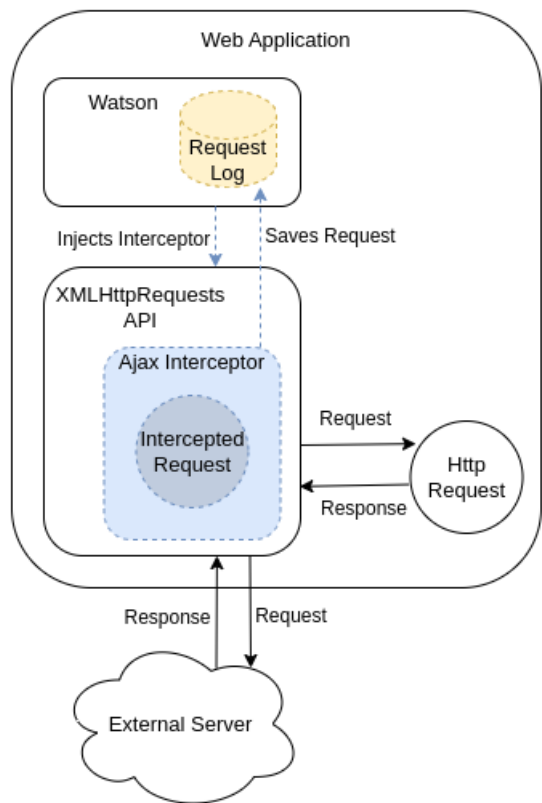 Web Application
Watson
Request
Log
Injects Interceptor
Saves Request
XMLHttpRequests
API
Ajax Interceptor
Intercepted
Request
Request
Http
Request
Response
Response
Request
External Server